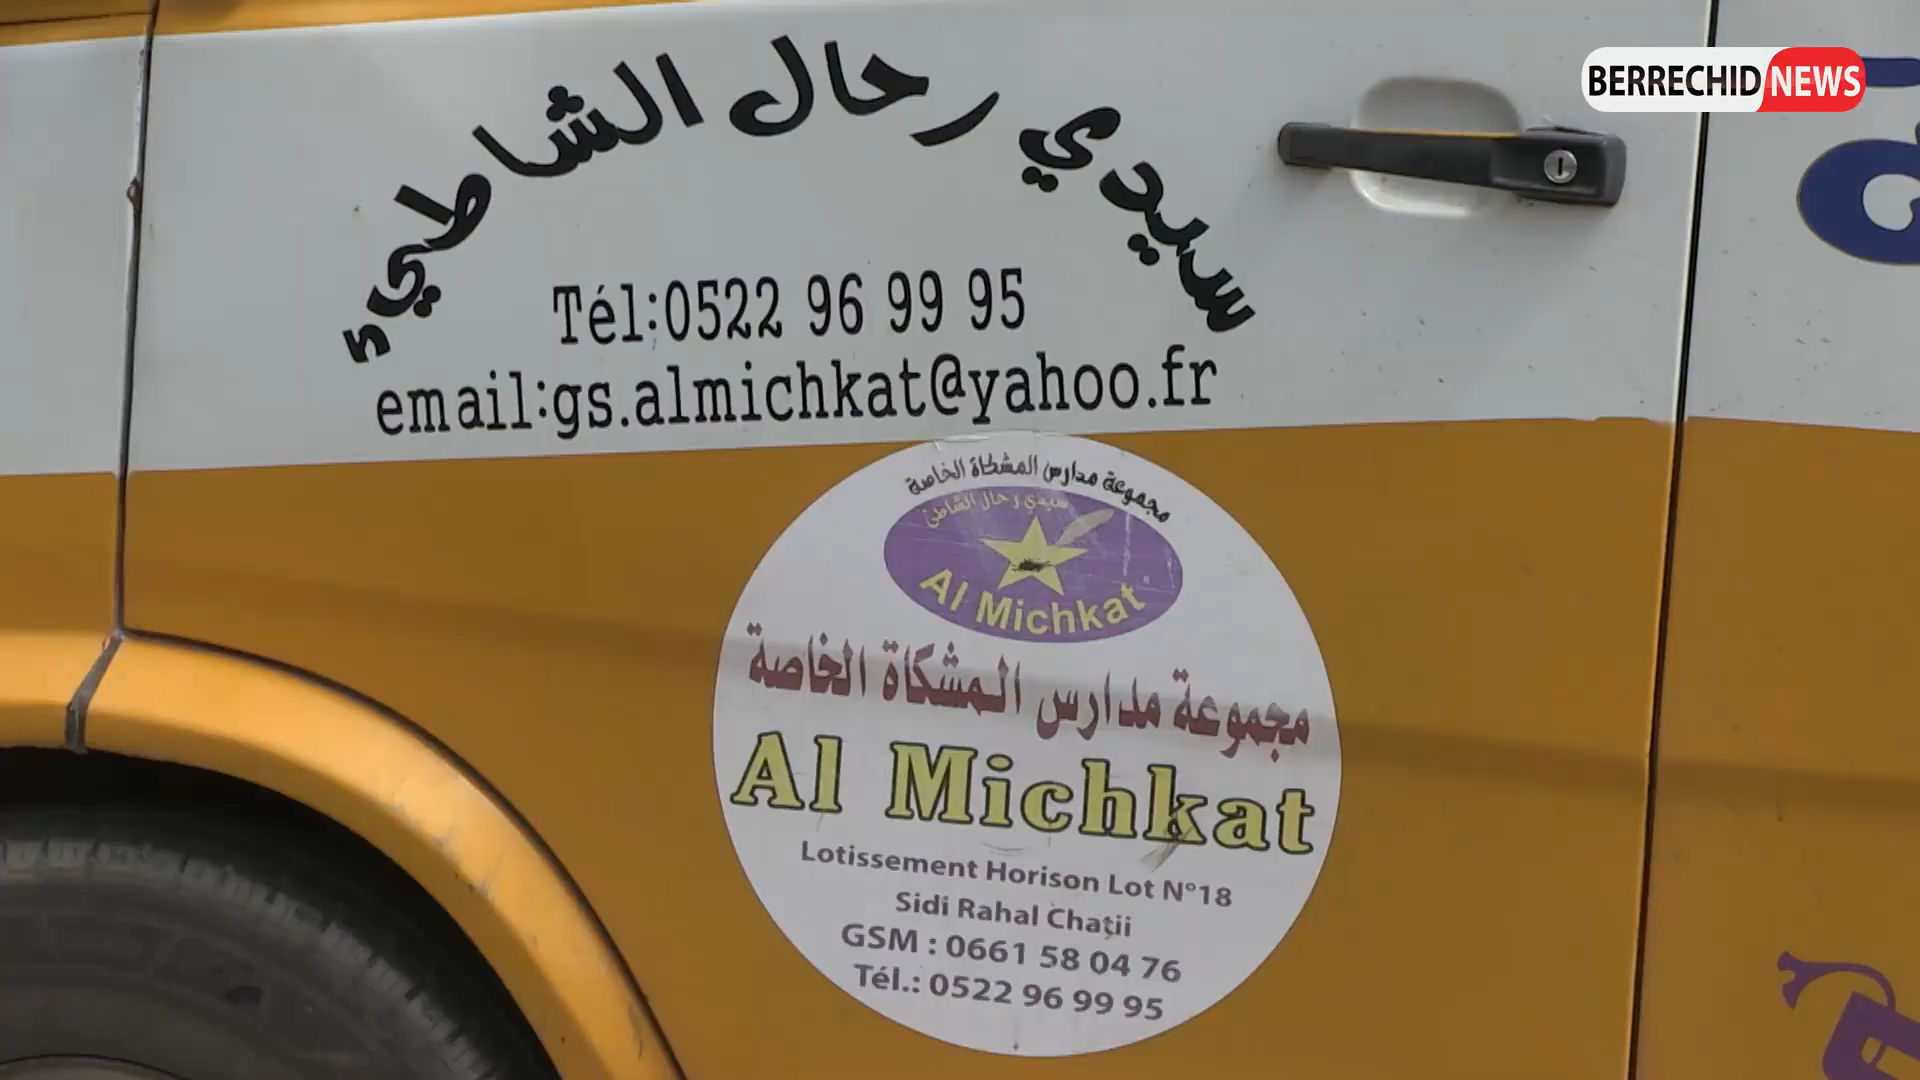 BERRECHID NEWS
سيدي رحال الشاطيء
Tél:0522 96 99 95
email:gs.almichkat@yahoo.fr
مجموعة مدارس المشكاة الخاصة
سيدي رحال الشاطئ
Al Michkat
مجموعة مدارس المشكاة الخاصة
Al Michkat
Lotissement Horison Lot N°18
Sidi Rahal Chatii
GSM : 0661 58 04 76
Tél.: 0522 96 99 95